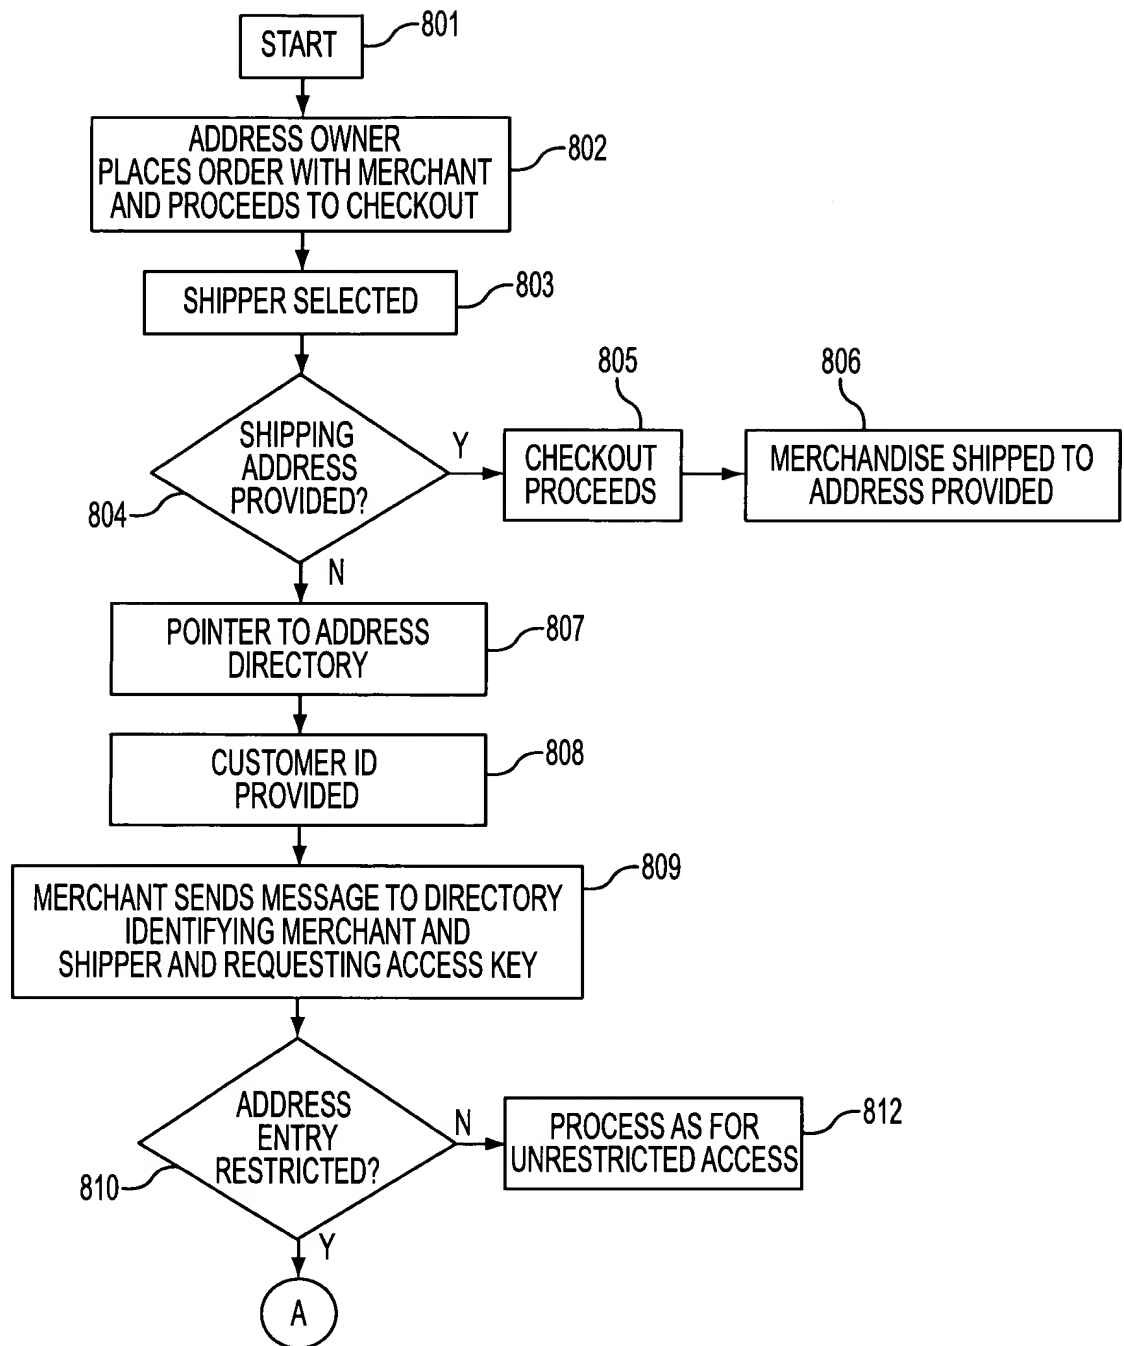 START
801
ADDRESS OWNER
PLACES ORDER WITH MERCHANT
AND PROCEEDS TO CHECKOUT
802
SHIPPER SELECTED
803
SHIPPING
ADDRESS
PROVIDED?
804
Y
N
805
CHECKOUT
PROCEEDS
806
MERCHANDISE SHIPPED TO
ADDRESS PROVIDED
POINTER TO ADDRESS
DIRECTORY
807
CUSTOMER ID
PROVIDED
808
MERCHANT SENDS MESSAGE TO DIRECTORY
IDENTIFYING MERCHANT AND
SHIPPER AND REQUESTING ACCESS KEY
809
ADDRESS
ENTRY
RESTRICTED?
810
N
PROCESS AS FOR
UNRESTRICTED ACCESS
812
Y
A